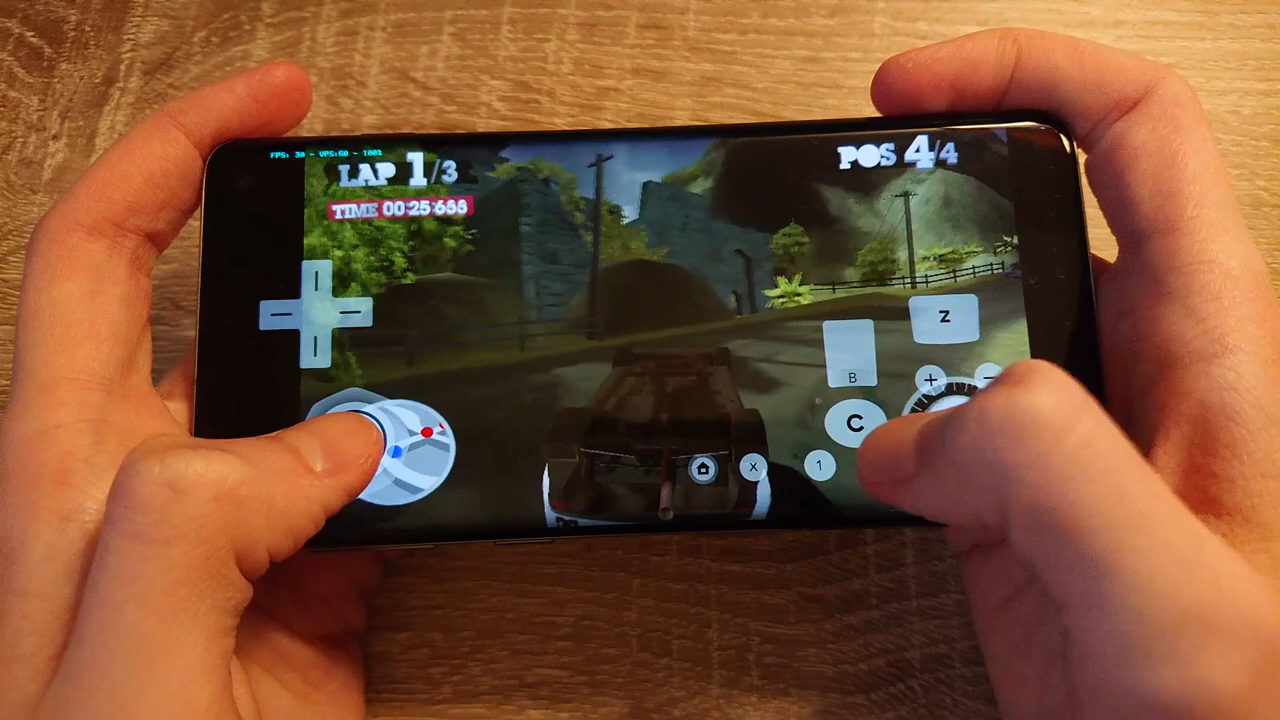 FPS: 30 - VPS:60 - 100%
LAP 1/3
POS 4/4
TIME 00:25:666
Z
B
+
-
C
X
1